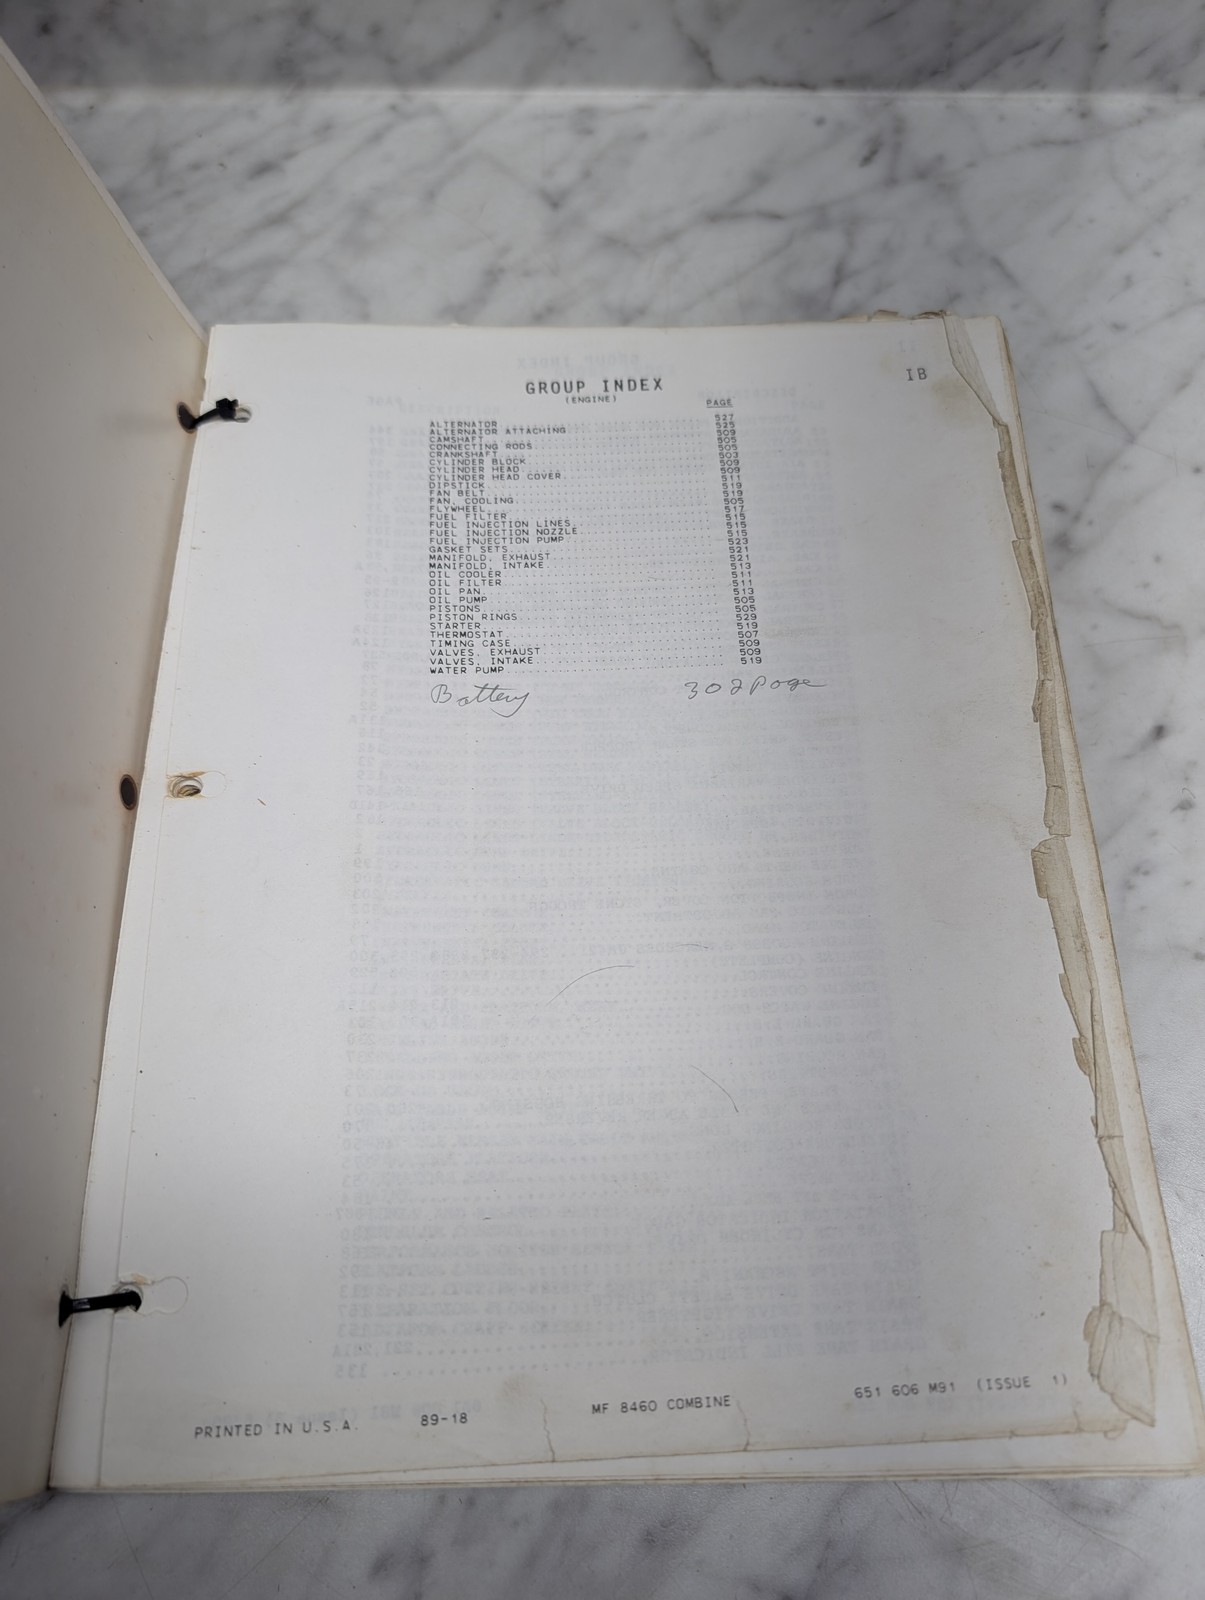 GROUP INDEX
IB
(ENGINE)
PAGE
ALTERNATOR 527
ALTERNATOR ATTACHING 525
CAMSHAFT 509
CONNECTING RODS 505
CRANKSHAFT 505
CYLINDER BLOCK 503
CYLINDER HEAD 509
CYLINDER HEAD COVER 509
DIPSTICK 511
FAN BELT 519
FAN, COOLING 519
FLYWHEEL 505
FUEL FILTER 517
FUEL INJECTION LINES 515
FUEL INJECTION NOZZLE 515
FUEL INJECTION PUMP 515
GASKET SETS 523
MANIFOLD, EXHAUST 521
MANIFOLD, INTAKE 521
OIL COOLER 513
OIL FILTER 511
OIL PAN 511
OIL PUMP 513
PISTONS 505
PISTON RINGS 505
STARTER 529
THERMOSTAT 519
TIMING CASE 507
VALVES, EXHAUST 509
VALVES, INTAKE 509
WATER PUMP 519
Battery 302 Page
PRINTED IN U.S.A. 89-18 MF 8460 COMBINE 651 606 M91 (ISSUE 1)